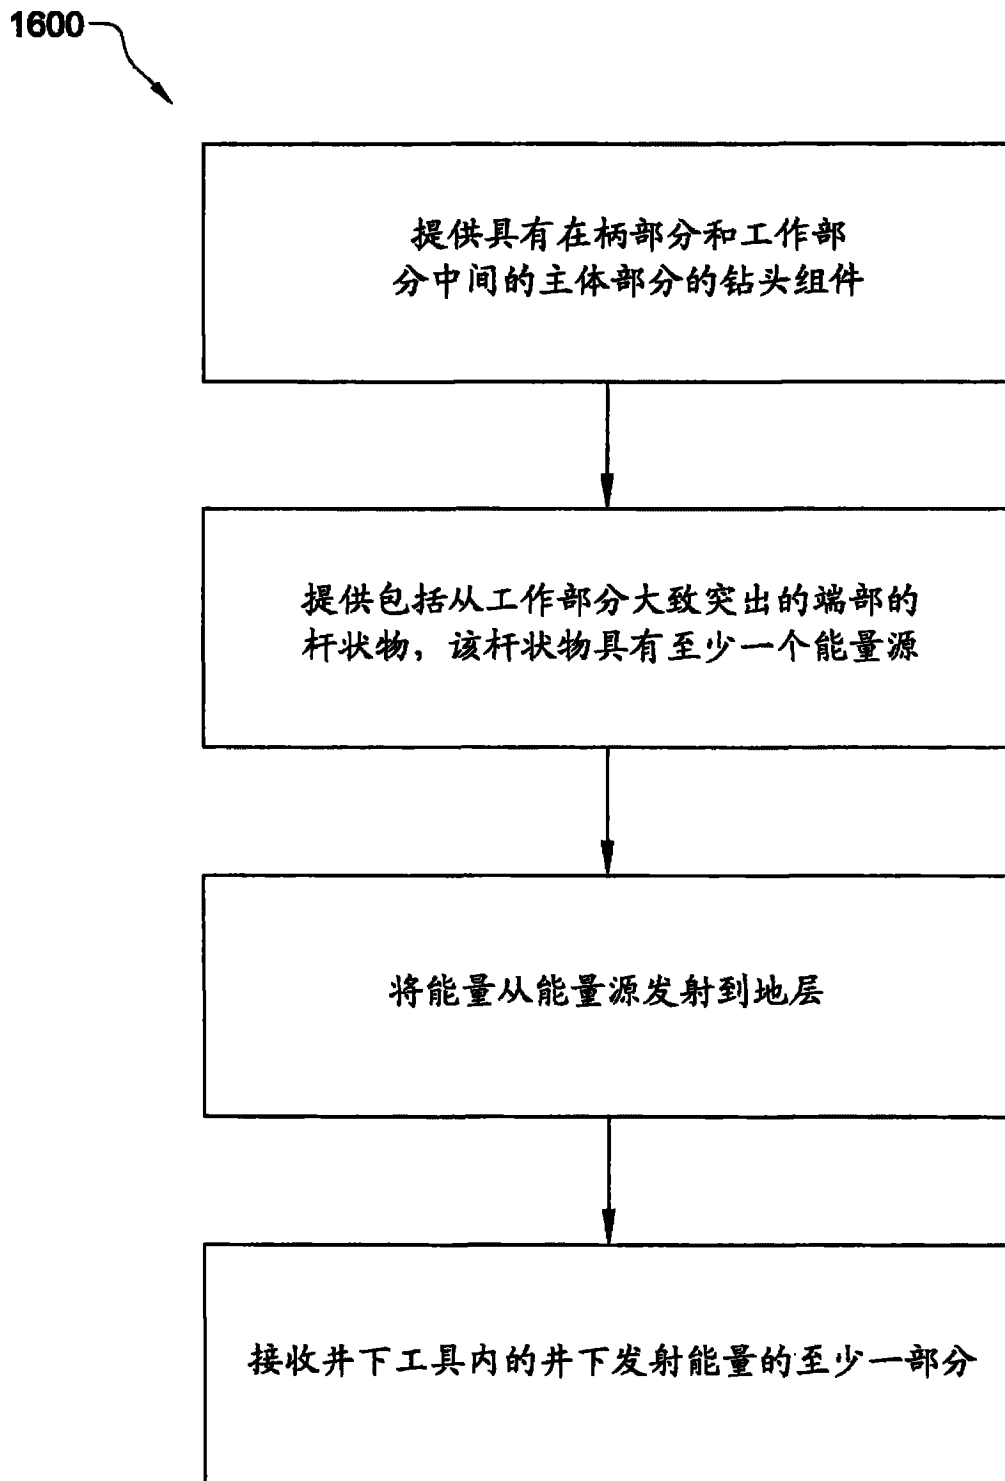 1600
提供具有在柄部分和工作部
分中间的主体部分的钻头组件
提供包括从工作部分大致突出的端部的
杆状物，该杆状物具有至少一个能量源
将能量从能量源发射到地层
接收井下工具内的井下发射能量的至少一部分